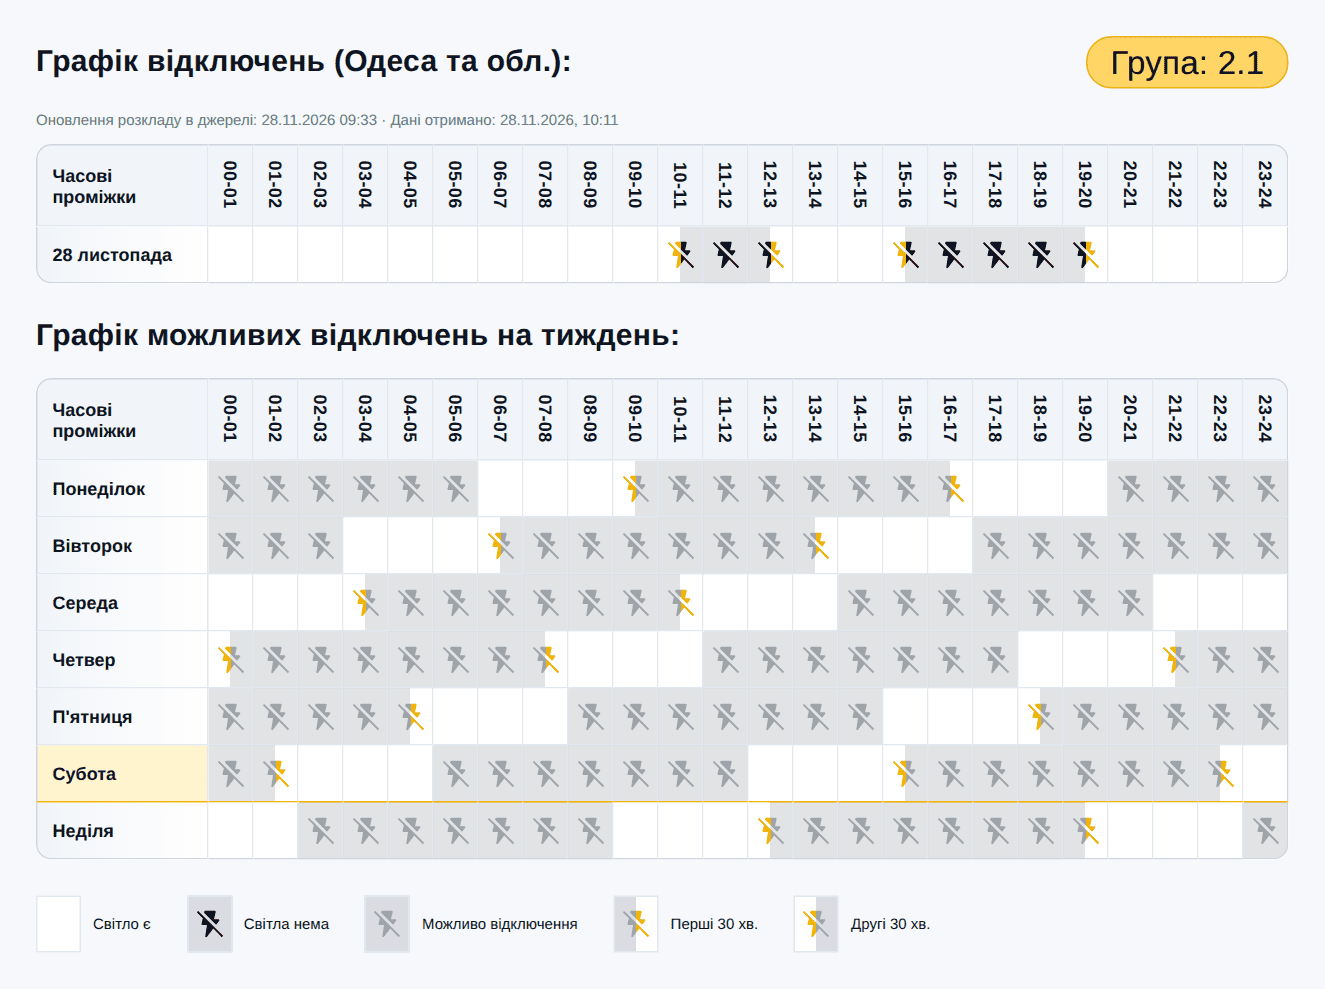 Графік відключень (Одеса та обл.):
Група: 2.1
Оновлення розкладу в джерелі: 28.11.2026 09:33 · Дані отримано: 28.11.2026, 10:11
Часові
проміжки
00-01 01-02 02-03 03-04 04-05 05-06 06-07 07-08 08-09 09-10 10-11 11-12 12-13 13-14 14-15 15-16 16-17 17-18 18-19 19-20 20-21 21-22 22-23 23-24
28 листопада
Графік можливих відключень на тиждень:
Часові
проміжки
00-01 01-02 02-03 03-04 04-05 05-06 06-07 07-08 08-09 09-10 10-11 11-12 12-13 13-14 14-15 15-16 16-17 17-18 18-19 19-20 20-21 21-22 22-23 23-24
Понеділок
Вівторок
Середа
Четвер
П'ятниця
Субота
Неділя
Світло є
Світла нема
Можливо відключення
Перші 30 хв.
Другі 30 хв.